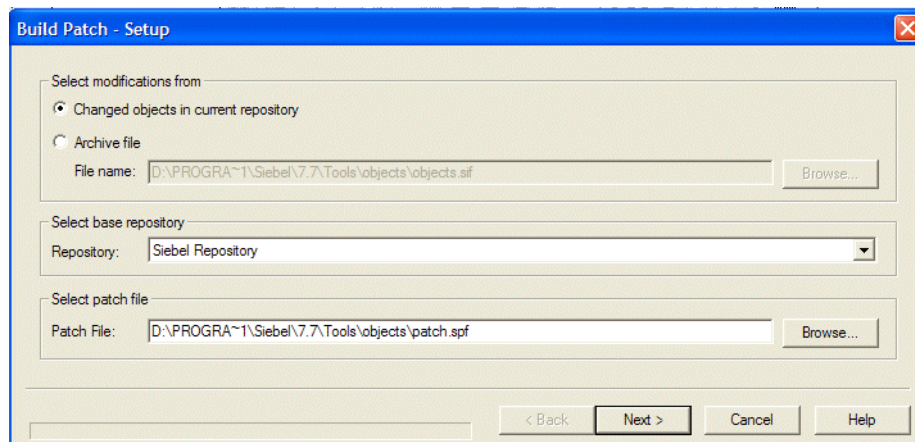 Build Patch - Setup
Select modifications from
Changed objects in current repository
Archive file
File name: D:\PROGRA~1\Siebel\7.7\Tools\objects\objects.sif Browse...
Select base repository
Repository: Siebel Repository
Select patch file
Patch File: D:\PROGRA~1\Siebel\7.7\Tools\objects\patch.spf Browse...
< Back Next > Cancel Help